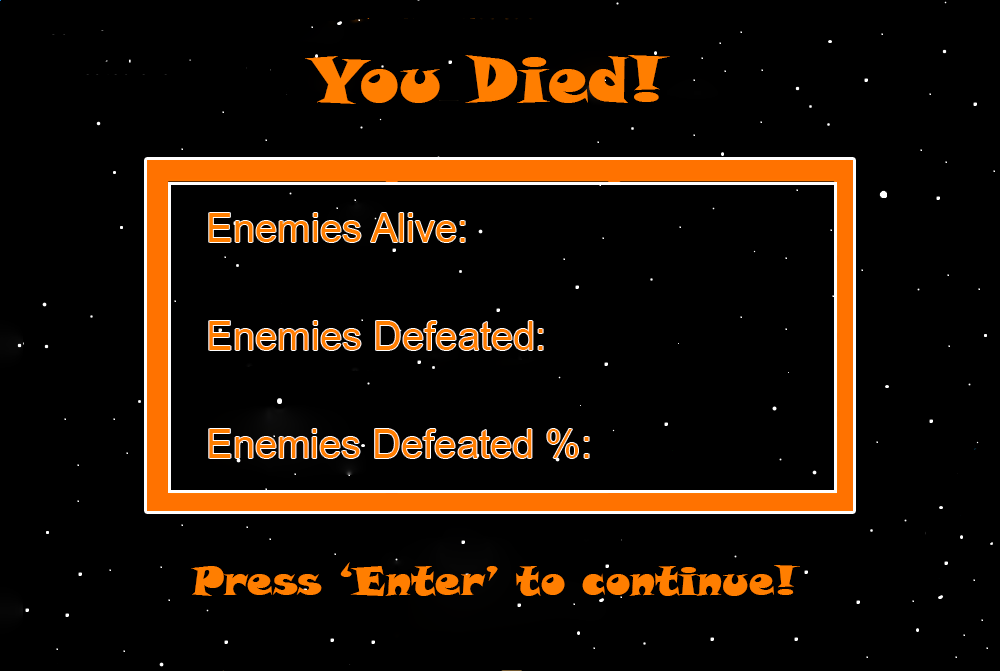 You Died!
Enemies Alive:
Enemies Defeated:
Enemies Defeated %:
Press ‘Enter’ to continue!